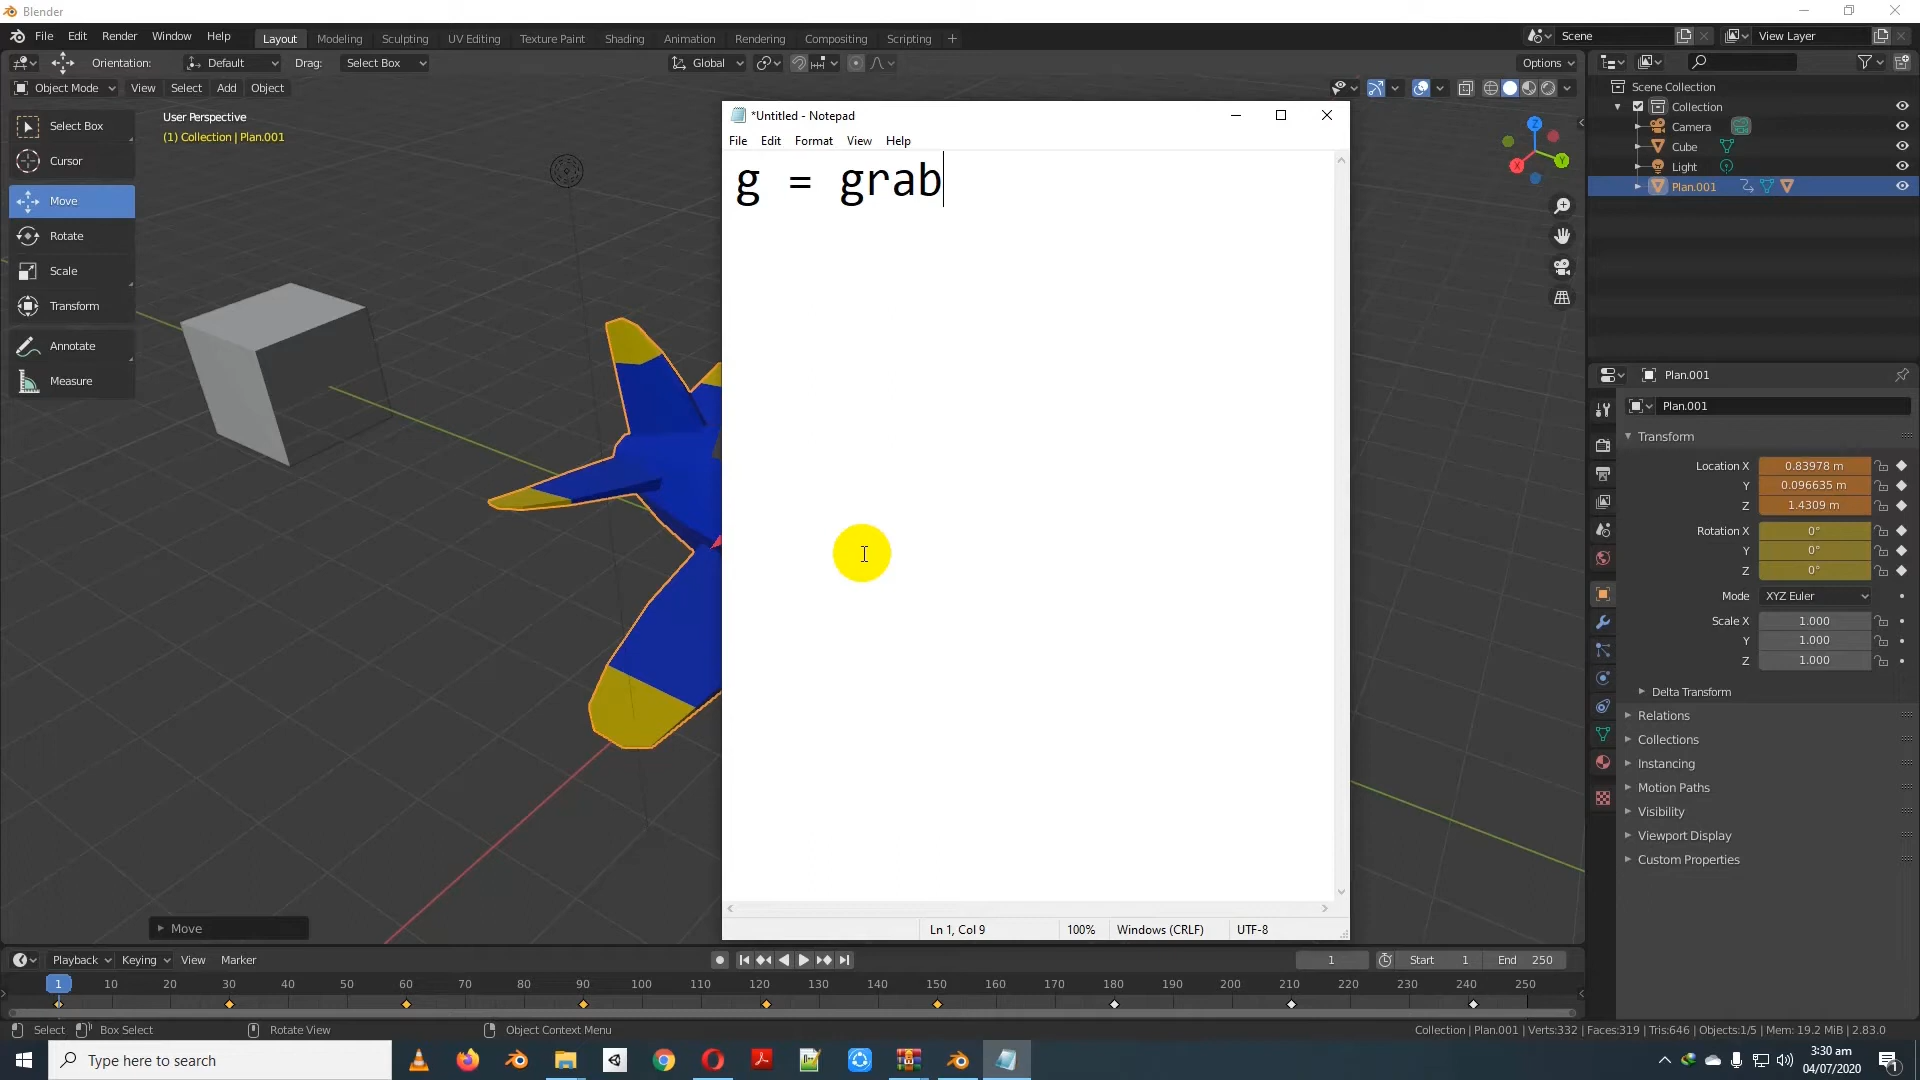 Blender
File Edit Render Window Help Layout Modeling Sculpting UV Editing Texture Paint Shading Animation Rendering Compositing Scripting + Scene View Layer
Orientation: Default Drag: Select Box Global Options
Object Mode View Select Add Object
Select Box
Cursor
Move
Rotate
Scale
Transform
Annotate
Measure
User Perspective
(1) Collection | Plan.001
*Untitled - Notepad
File Edit Format View Help
g = grab
Ln 1, Col 9 100% Windows (CRLF) UTF-8
Z
X
Y
Scene Collection
Collection
Camera
Cube
Light
Plan.001
Plan.001
Plan.001
Transform
Location X 0.83978 m
Y 0.096635 m
Z 1.4309 m
Rotation X 0°
Y 0°
Z 0°
Mode XYZ Euler
Scale X 1.000
Y 1.000
Z 1.000
Delta Transform
Relations
Collections
Instancing
Motion Paths
Visibility
Viewport Display
Custom Properties
Move
Playback Keying View Marker 1 Start 1 End 250
1 10 20 30 40 50 60 70 80 90 100 110 120 130 140 150 160 170 180 190 200 210 220 230 240 250
Select Box Select Rotate View Object Context Menu Collection | Plan.001 | Verts:332 | Faces:319 | Tris:646 | Objects:1/5 | Mem: 19.2 MiB | 2.83.0
Type here to search
3:30 am
04/07/2020
1